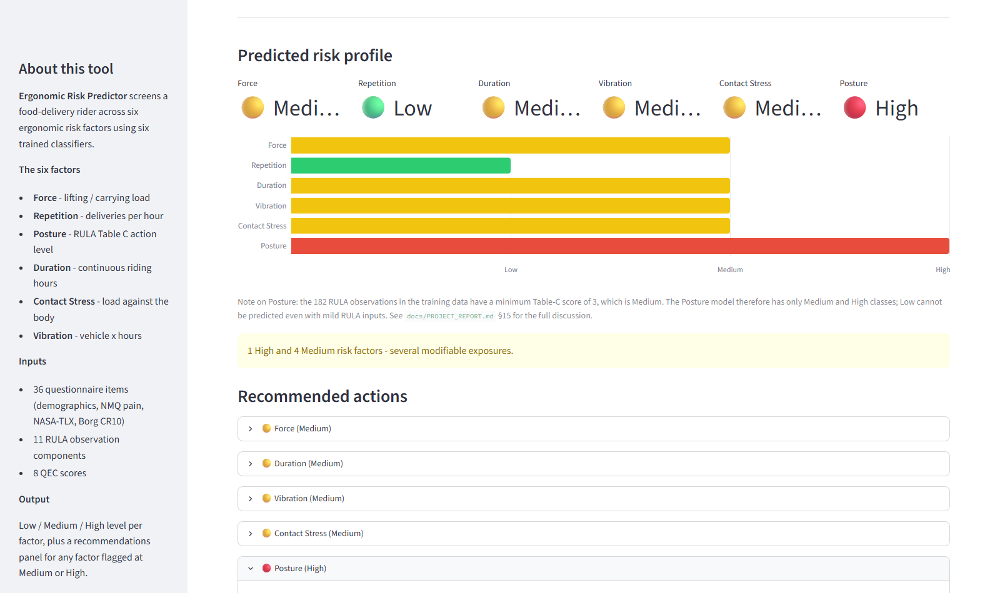 About this tool
Ergonomic Risk Predictor screens a
food-delivery rider across six
ergonomic risk factors using six
trained classifiers.
The six factors
• Force - lifting / carrying load
• Repetition - deliveries per hour
• Posture - RULA Table C action
level
• Duration - continuous riding
hours
• Contact Stress - load against the
body
• Vibration - vehicle x hours
Inputs
• 36 questionnaire items
(demographics, NMQ pain,
NASA-TLX, Borg CR10)
• 11 RULA observation
components
• 8 QEC scores
Output
Low / Medium / High level per
factor, plus a recommendations
panel for any factor flagged at
Medium or High.
Predicted risk profile
Force Repetition Duration Vibration Contact Stress Posture
Medi... Low Medi... Medi... Medi... High
Force
Repetition
Duration
Vibration
Contact Stress
Posture
Low Medium High
Note on Posture: the 182 RULA observations in the training data have a minimum Table-C score of 3, which is Medium. The Posture model therefore has only Medium and High classes; Low cannot
be predicted even with mild RULA inputs. See docs/PROJECT_REPORT.md §15 for the full discussion.
1 High and 4 Medium risk factors - several modifiable exposures.
Recommended actions
Force (Medium)
Duration (Medium)
Vibration (Medium)
Contact Stress (Medium)
Posture (High)